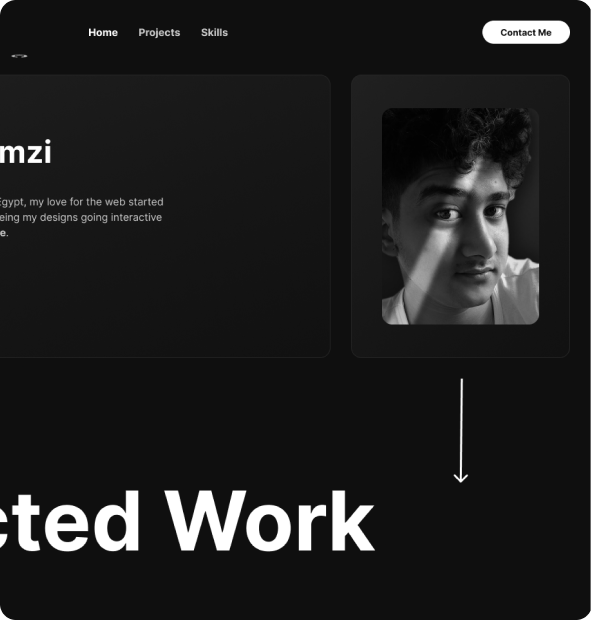 Home Projects Skills Contact Me
mzi
Egypt, my love for the web started
eing my designs going interactive
e.
cted Work